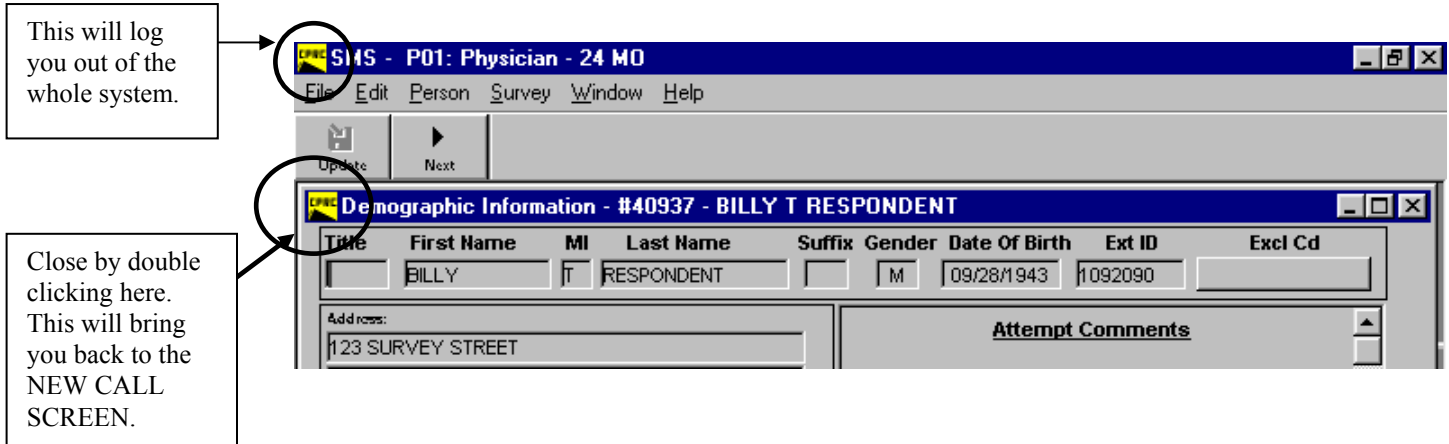 This will log
you out of the
whole system.
CPRC SMS - P01: Physician - 24 MO
File Edit Person Survey Window Help
Update Next
CPRC Demographic Information - #40937 - BILLY T RESPONDENT
Title First Name MI Last Name Suffix Gender Date Of Birth Ext ID Excl Cd
BILLY T RESPONDENT M 09/28/1943 1092090
Close by double
clicking here.
This will bring
you back to the
NEW CALL
SCREEN.
Address:
123 SURVEY STREET
Attempt Comments